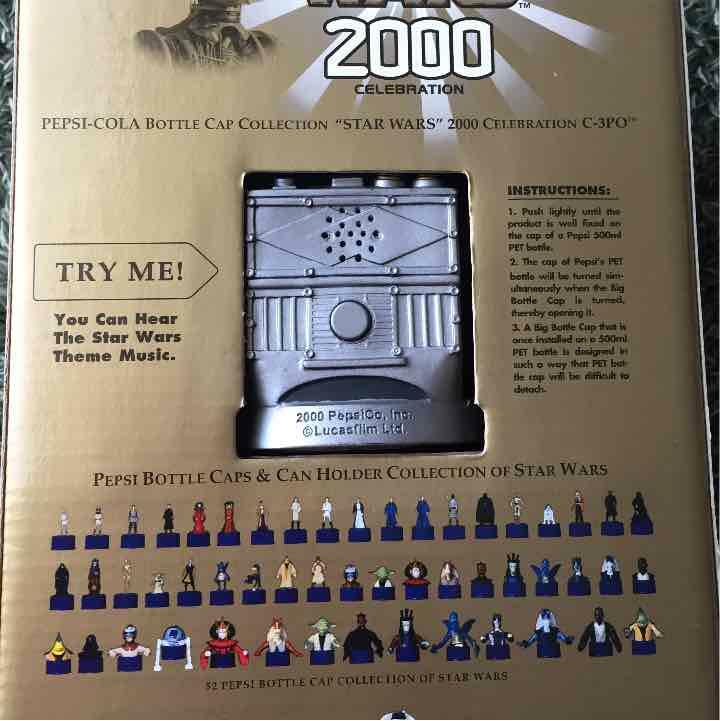 WARS™
2000
CELEBRATION
PEPSI-COLA BOTTLE CAP COLLECTION "STAR WARS" 2000 CELEBRATION C-3PO™
TRY ME!
You Can Hear
The Star Wars
Theme Music.
INSTRUCTIONS:
1. Push lightly until the
product is well fixed on
the cap of a Pepsi 500ml
PET bottle.
2. The cap of Pepsi's PET
bottle will be turned sim-
ultaneously when the Big
Bottle Cap is turned,
thereby opening it.
3. A Big Bottle Cap that is
once installed on a 500ml
PET bottle is designed in
such a way that PET bot-
tle cap will be difficult to
detach.
2000 PepsiCo, Inc.
©Lucasfilm Ltd.
PEPSI BOTTLE CAPS & CAN HOLDER COLLECTION OF STAR WARS
52 PEPSI BOTTLE CAP COLLECTION OF STAR WARS